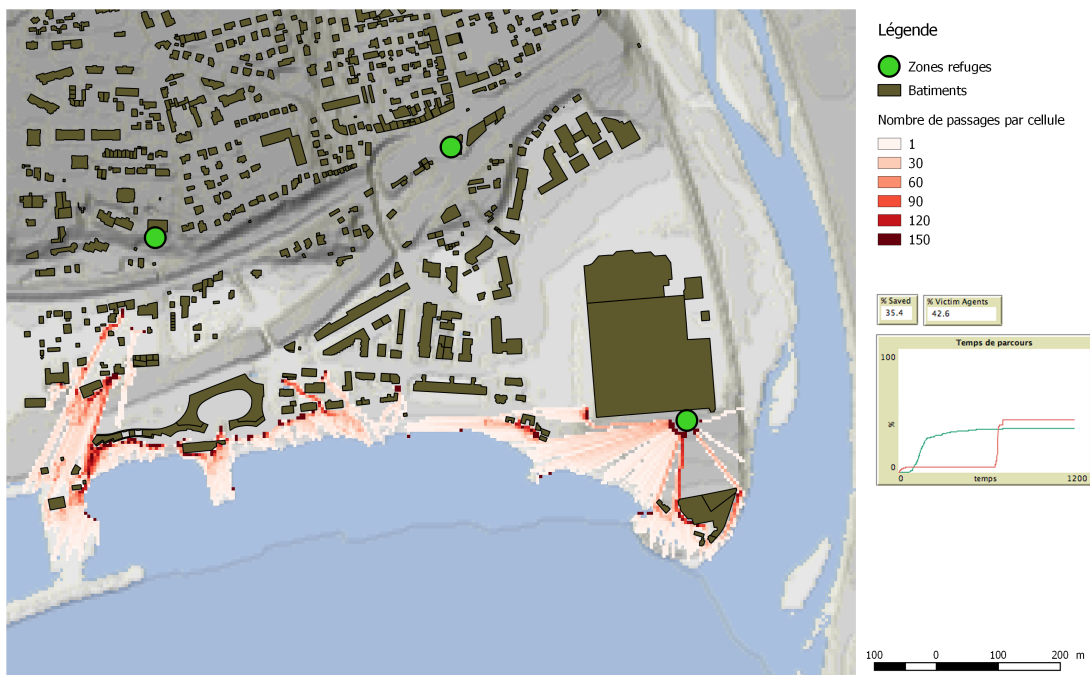 Légende
Zones refuges
Batiments
Nombre de passages par cellule
1
30
60
90
120
150
% Saved
35.4
% Victim Agents
42.6
Temps de parcours
100
%
0
0
temps
1200
100 0 100 200 m